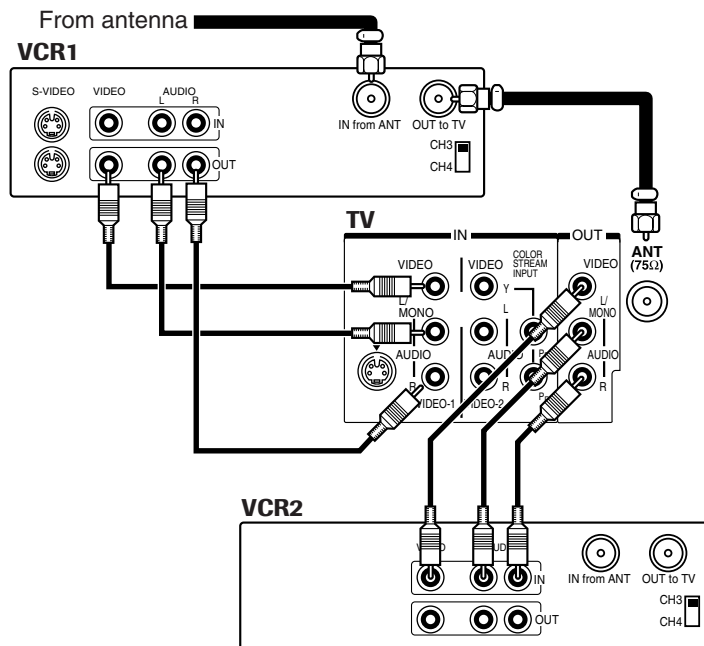 From antenna
VCR1
S-VIDEO VIDEO AUDIO
L R
IN
IN from ANT OUT to TV
CH3
CH4
OUT
TV
IN OUT
ANT
(75Ω)
VIDEO VIDEO COLOR STREAM INPUT VIDEO
Y
L/ MONO L L/ MONO
AUDIO AUDIO AUDIO
R R R
VIDEO-1
VCR2
IN
IN from ANT OUT to TV
CH3
CH4
OUT